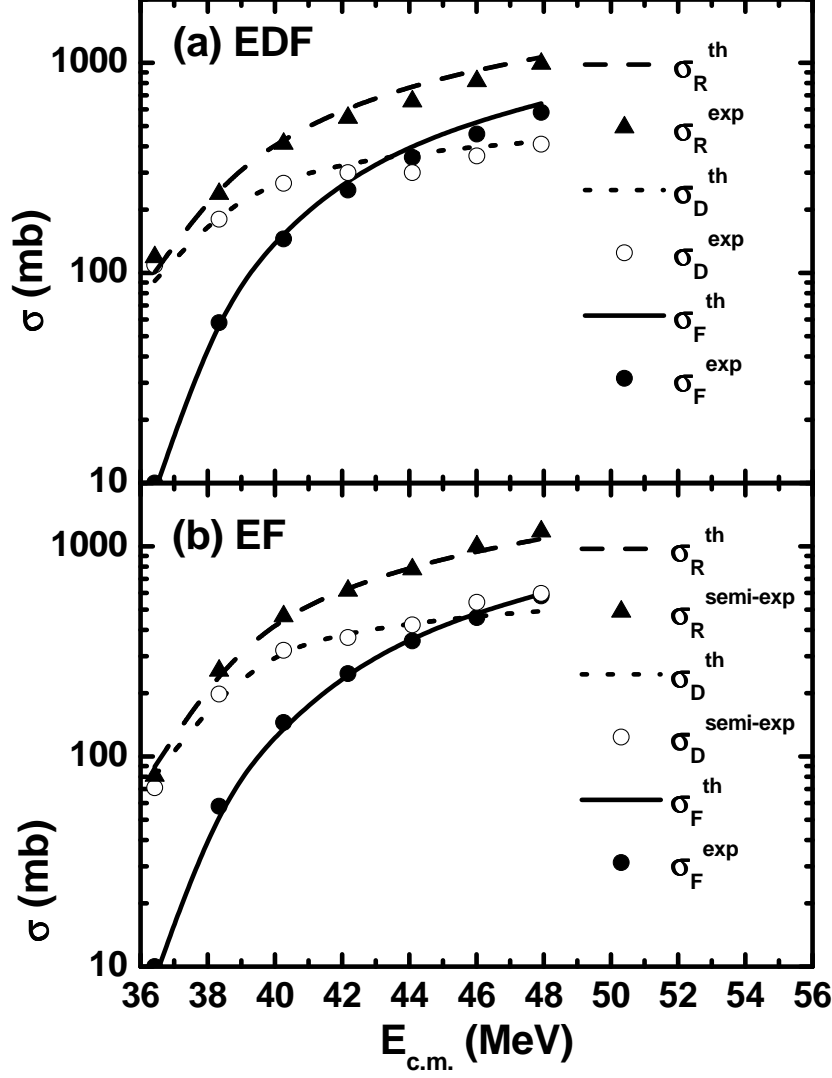 (a) EDF
1000
100
10
σ (mb)
σ_R^th
σ_R^exp
σ_D^th
σ_D^exp
σ_F^th
σ_F^exp
(b) EF
1000
100
10
σ (mb)
σ_R^th
σ_R^semi-exp
σ_D^th
σ_D^semi-exp
σ_F^th
σ_F^exp
36 38 40 42 44 46 48 50 52 54 56
E_c.m. (MeV)